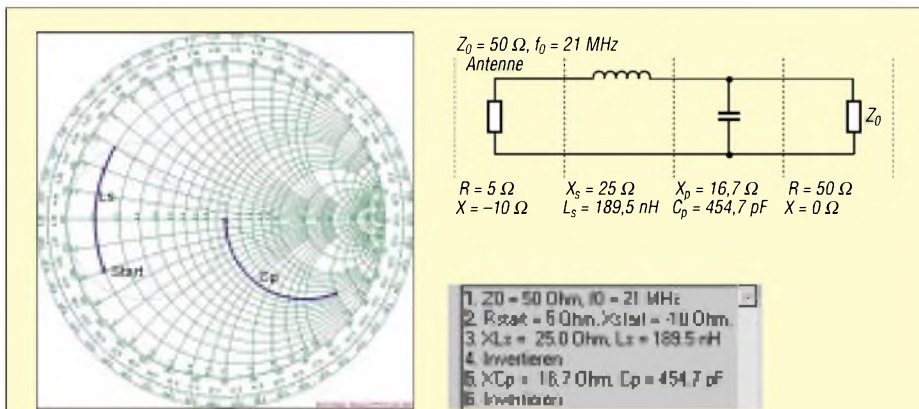 Z0 = 50 Ω, f0 = 21 MHz
Antenne
Z0
R = 5 Ω
X = –10 Ω
Xs = 25 Ω
Ls = 189,5 nH
Xp = 16,7 Ω
Cp = 454,7 pF
R = 50 Ω
X = 0 Ω
Ls
Start
Cp
1. Z0 = 50 Ohm, f0 = 21 MHz
2. Rstart = 5 Ohm, Xstart = -10 Ohm,
3. XLs = 25.0 Ohm, Ls = 189.5 nH
4. Invertieren
5. XCp = 16.7 Ohm, Cp = 454.7 pF
6. Invertieren